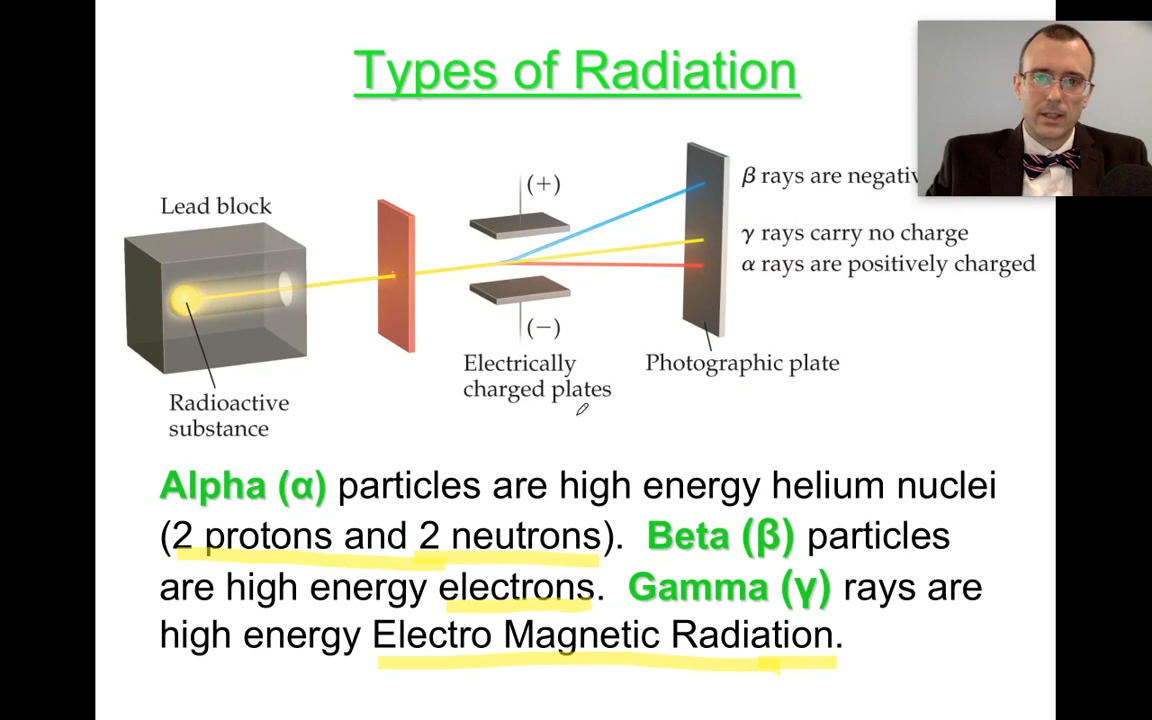 Types of Radiation
Lead block
(+)
β rays are
γ rays carry no charge
α rays are positively charged
(−)
Electrically
charged plates
Photographic plate
Radioactive
substance
Alpha (α) particles are high energy helium nuclei
(2 protons and 2 neutrons). Beta (β) particles
are high energy electrons. Gamma (γ) rays are
high energy Electro Magnetic Radiation.